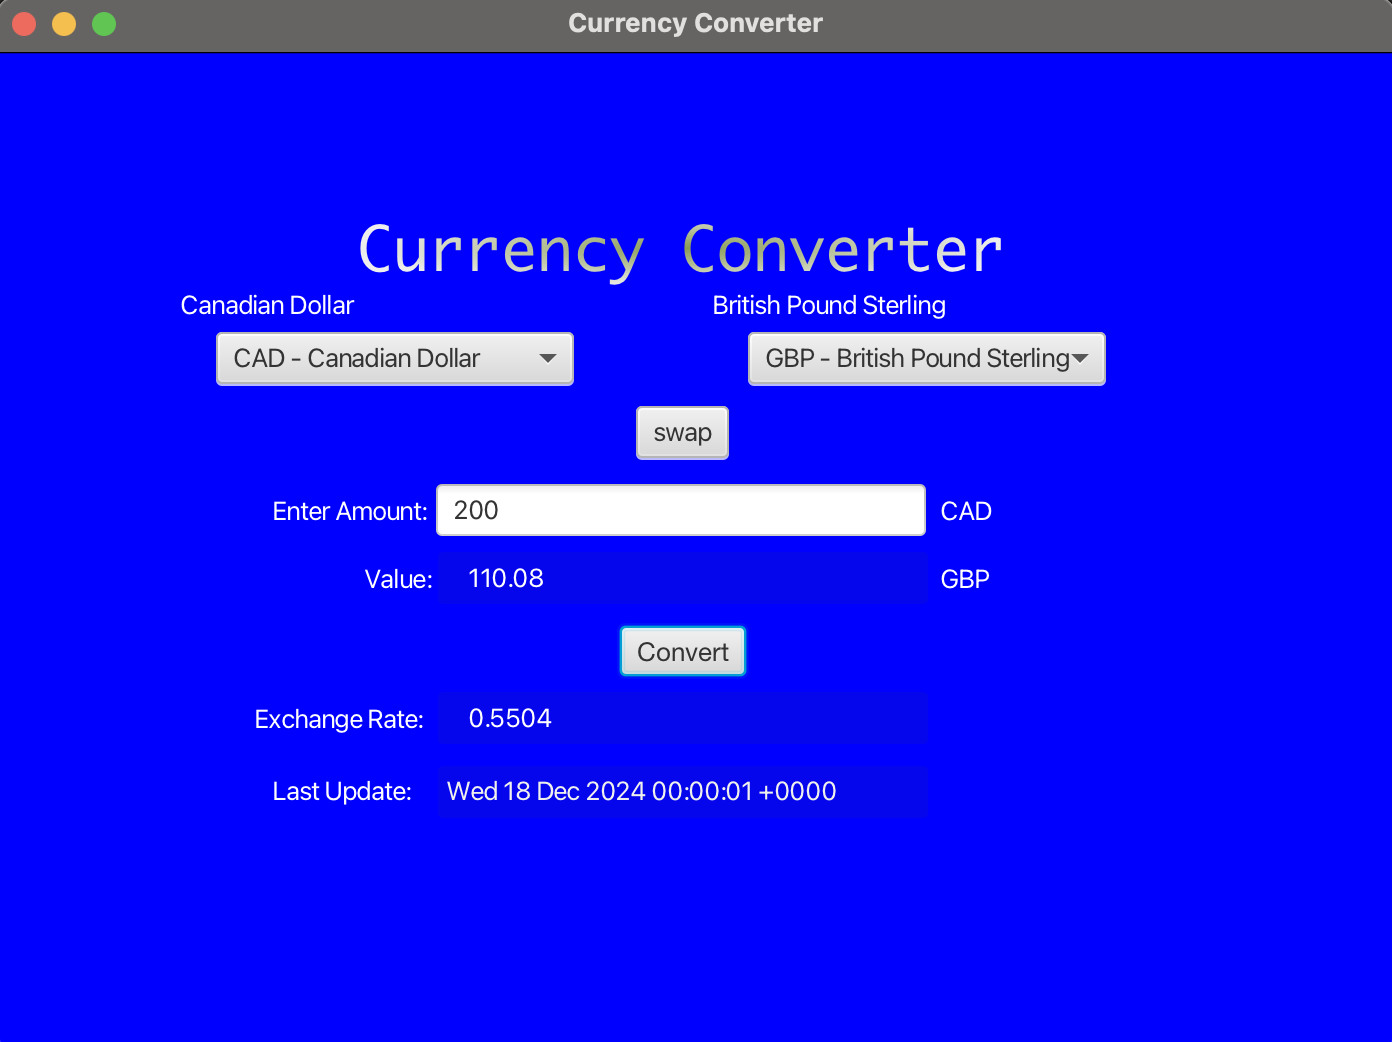 Currency Converter
Currency Converter
Canadian Dollar British Pound Sterling
CAD - Canadian Dollar GBP - British Pound Sterling
swap
Enter Amount: 200 CAD
Value: 110.08 GBP
Convert
Exchange Rate: 0.5504
Last Update: Wed 18 Dec 2024 00:00:01 +0000